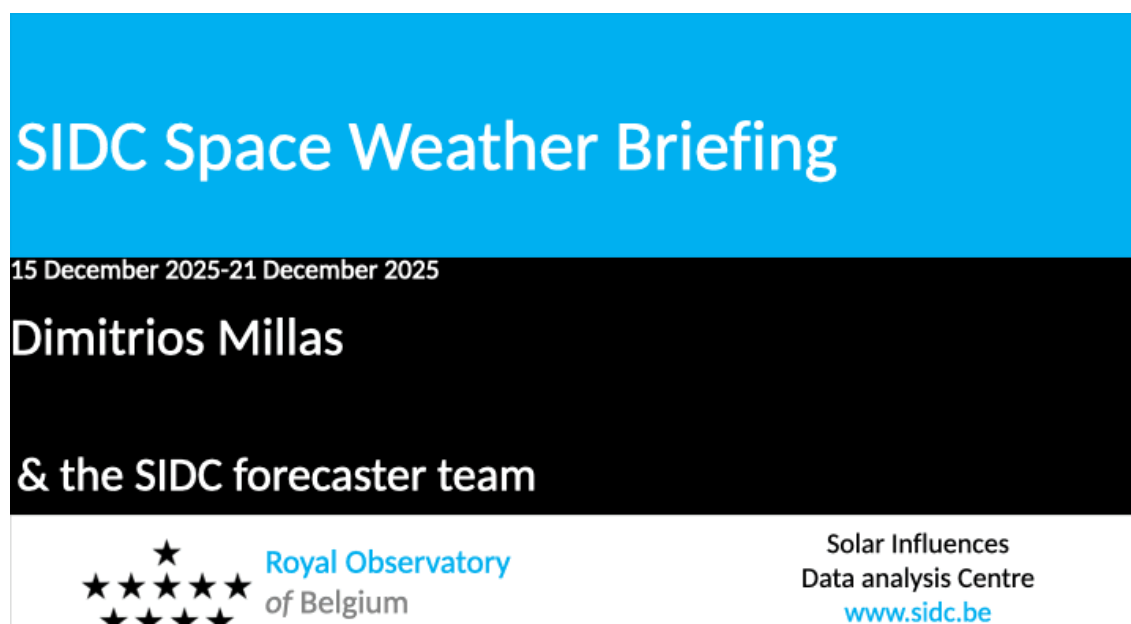 SIDC Space Weather Briefing
15 December 2025-21 December 2025
Dimitrios Millas
& the SIDC forecaster team
Royal Observatory
of Belgium
Solar Influences
Data analysis Centre
www.sidc.be